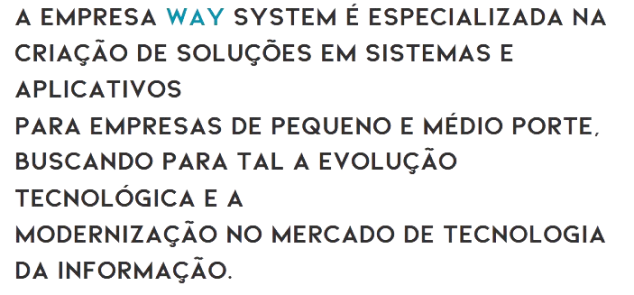 A EMPRESA WAY SYSTEM É ESPECIALIZADA NA
CRIAÇÃO DE SOLUÇÕES EM SISTEMAS E
APLICATIVOS
PARA EMPRESAS DE PEQUENO E MÉDIO PORTE,
BUSCANDO PARA TAL A EVOLUÇÃO
TECNOLÓGICA E A
MODERNIZAÇÃO NO MERCADO DE TECNOLOGIA
DA INFORMAÇÃO.